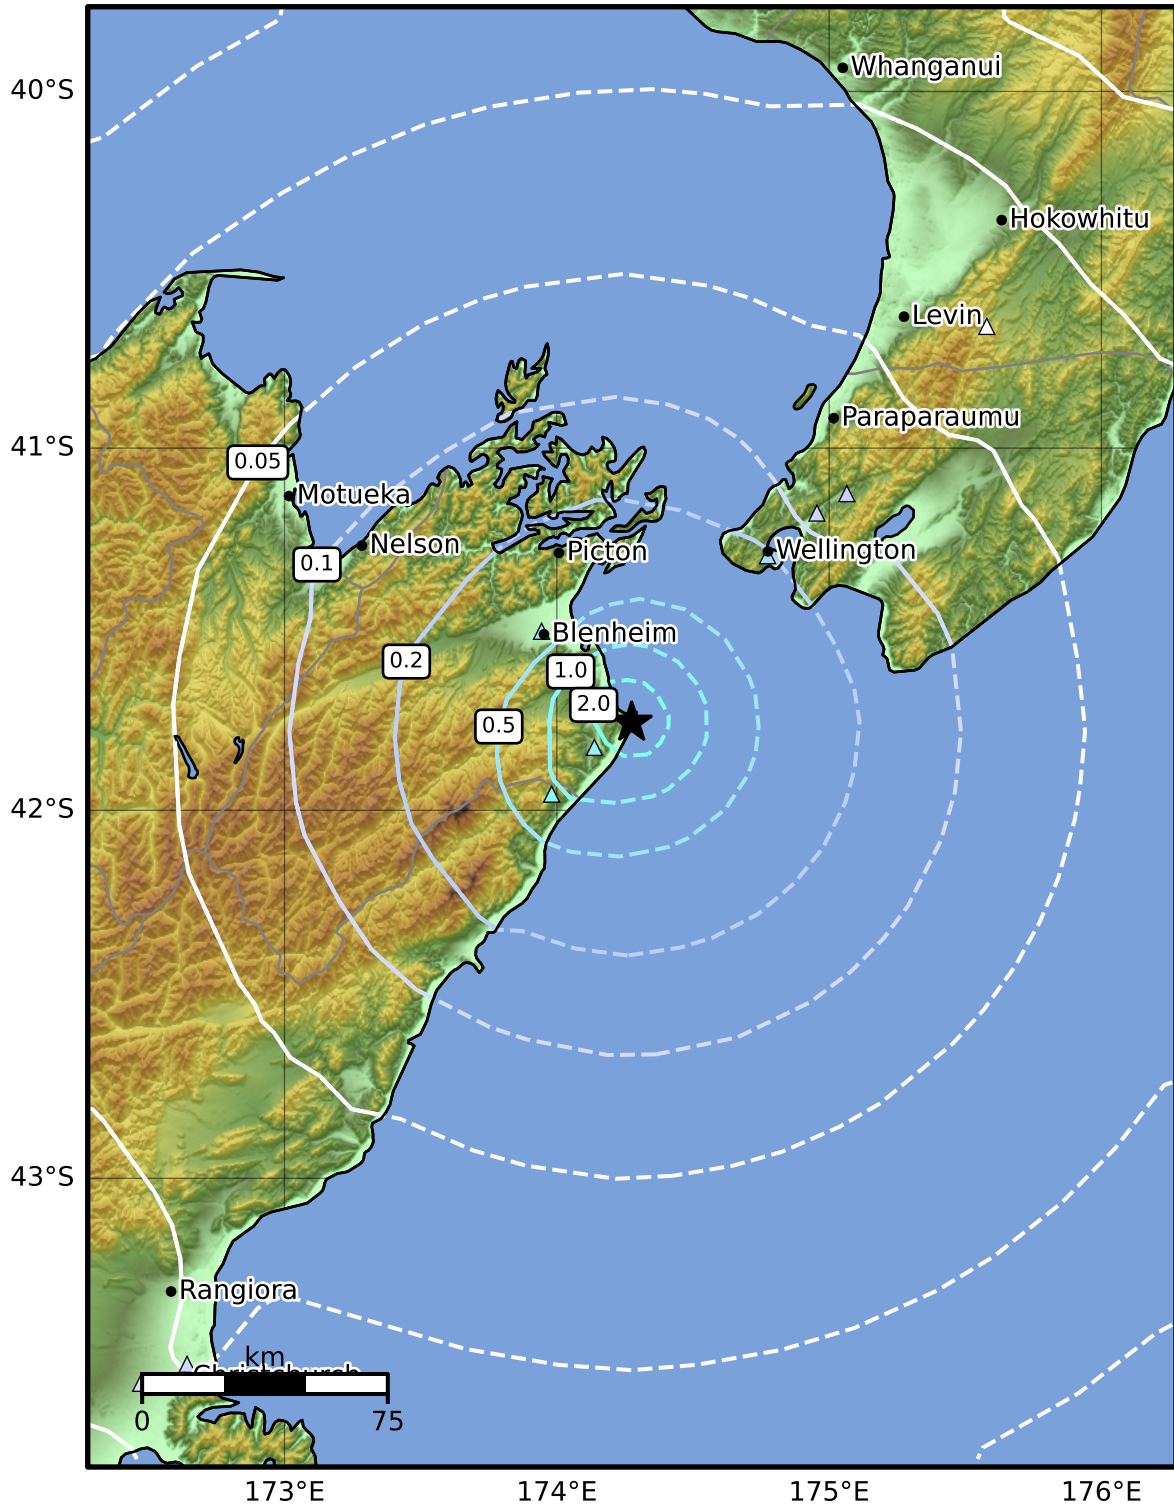 Whanganui
40°S
Hokowhitu
Levin
Paraparaumu
41°S
0.05
Motueka
Nelson
Picton
Wellington
0.1
Blenheim
0.2
1.0
2.0
0.5
42°S
43°S
Rangiora
km
Christchurch
0
75
173°E
174°E
175°E
176°E